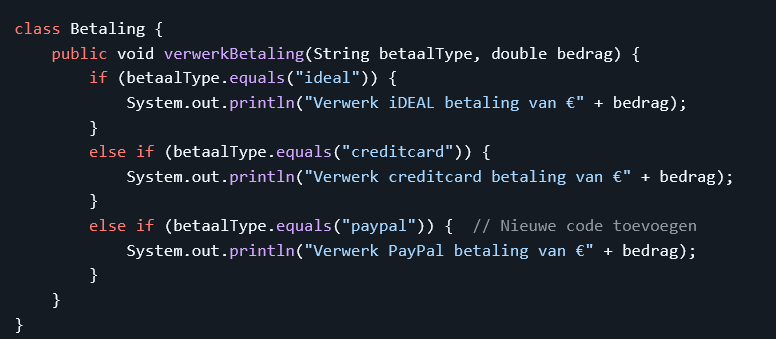 class Betaling {
    public void verwerkBetaling(String betaalType, double bedrag) {
        if (betaalType.equals("ideal")) {
            System.out.println("Verwerk iDEAL betaling van €" + bedrag);
        }
        else if (betaalType.equals("creditcard")) {
            System.out.println("Verwerk creditcard betaling van €" + bedrag);
        }
        else if (betaalType.equals("paypal")) {  // Nieuwe code toevoegen
            System.out.println("Verwerk PayPal betaling van €" + bedrag);
        }
    }
}